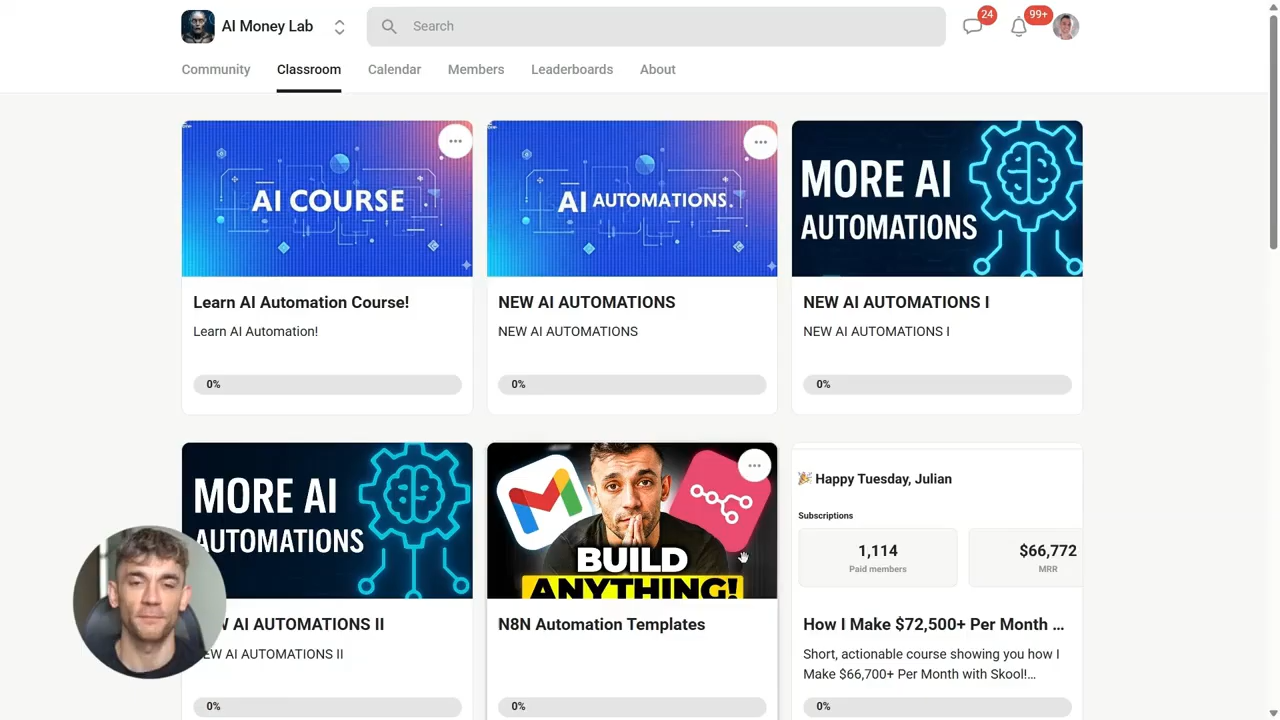 AI Money Lab
Search
24
99+
Community
Classroom
Calendar
Members
Leaderboards
About
AI COURSE
Learn AI Automation Course!
Learn AI Automation!
0%
AI AUTOMATIONS.
NEW AI AUTOMATIONS
NEW AI AUTOMATIONS
0%
MORE AI
AUTOMATIONS
NEW AI AUTOMATIONS I
NEW AI AUTOMATIONS I
0%
MORE AI
AUTOMATIONS
W AI AUTOMATIONS II
EW AI AUTOMATIONS II
0%
BUILD
ANYTHING!
N8N Automation Templates
0%
🎉 Happy Tuesday, Julian
Subscriptions
1,114
Paid members
$66,772
MRR
How I Make $72,500+ Per Month ...
Short, actionable course showing you how I
Make $66,700+ Per Month with Skool!...
0%